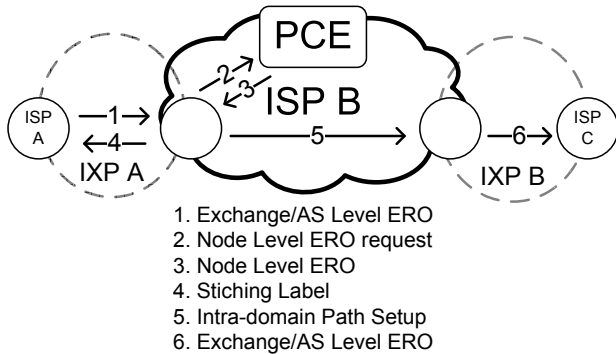 PCE
2
3
ISP B
ISP
A
1
4
5
6
ISP
C
IXP A
IXP B
1. Exchange/AS Level ERO
2. Node Level ERO request
3. Node Level ERO
4. Stiching Label
5. Intra-domain Path Setup
6. Exchange/AS Level ERO